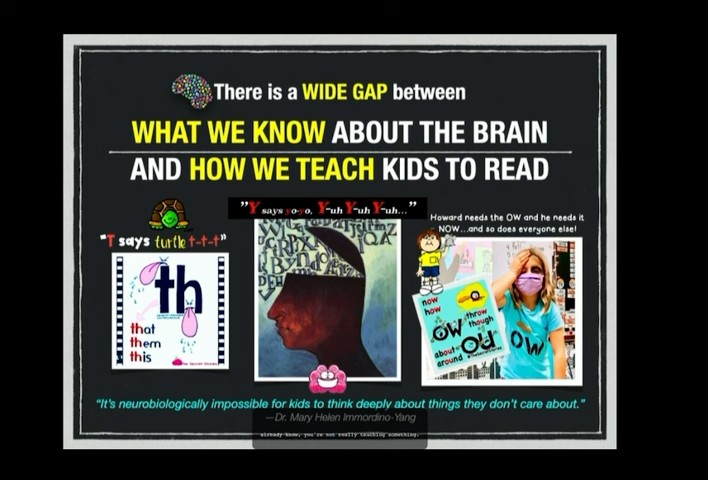 There is a WIDE GAP between
WHAT WE KNOW ABOUT THE BRAIN
AND HOW WE TEACH KIDS TO READ
"T says turtle t-t-t"
th
that
them
this
"Y says yo-yo, Y-uh Y-uh Y-uh..."
Howard needs the OW and he needs it
NOW...and so does everyone else!
now
how
ow
throw
though
about
around
ou
OW
"It's neurobiologically impossible for kids to think deeply about things they don't care about."
—Dr. Mary Helen Immordino-Yang
already know, you're not really teaching something.